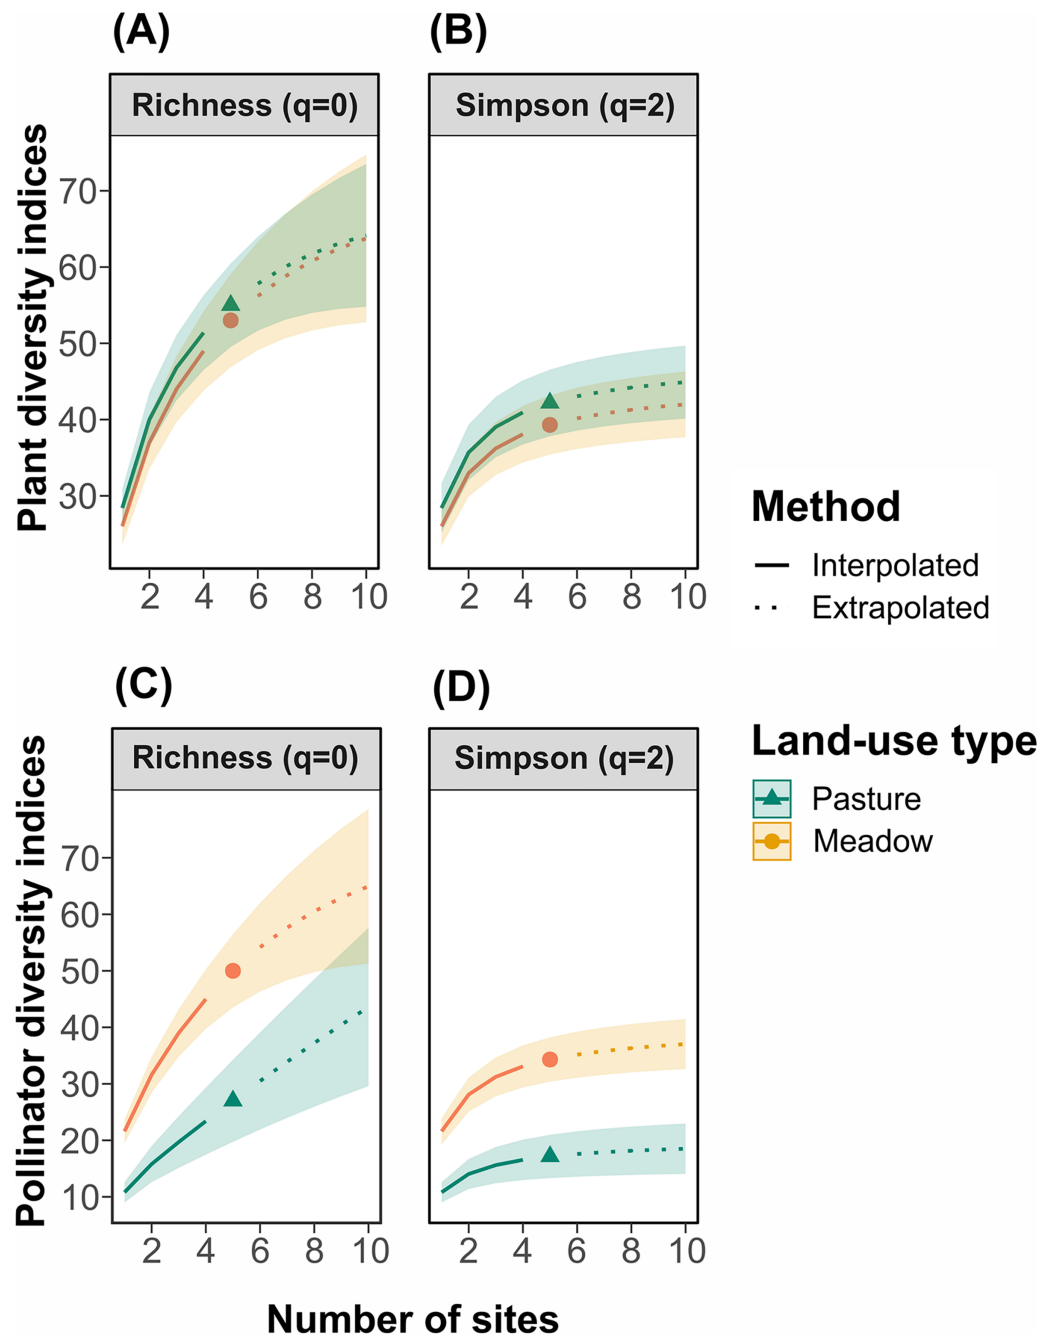 (A)
(B)
Richness (q=0)
Simpson (q=2)
Plant diversity indices
70
60
50
40
30
2 4 6 8 10
2 4 6 8 10
Method
Interpolated
Extrapolated
(C)
(D)
Richness (q=0)
Simpson (q=2)
Land-use type
Pasture
Meadow
Pollinator diversity indices
70
60
50
40
30
20
10
2 4 6 8 10
2 4 6 8 10
Number of sites